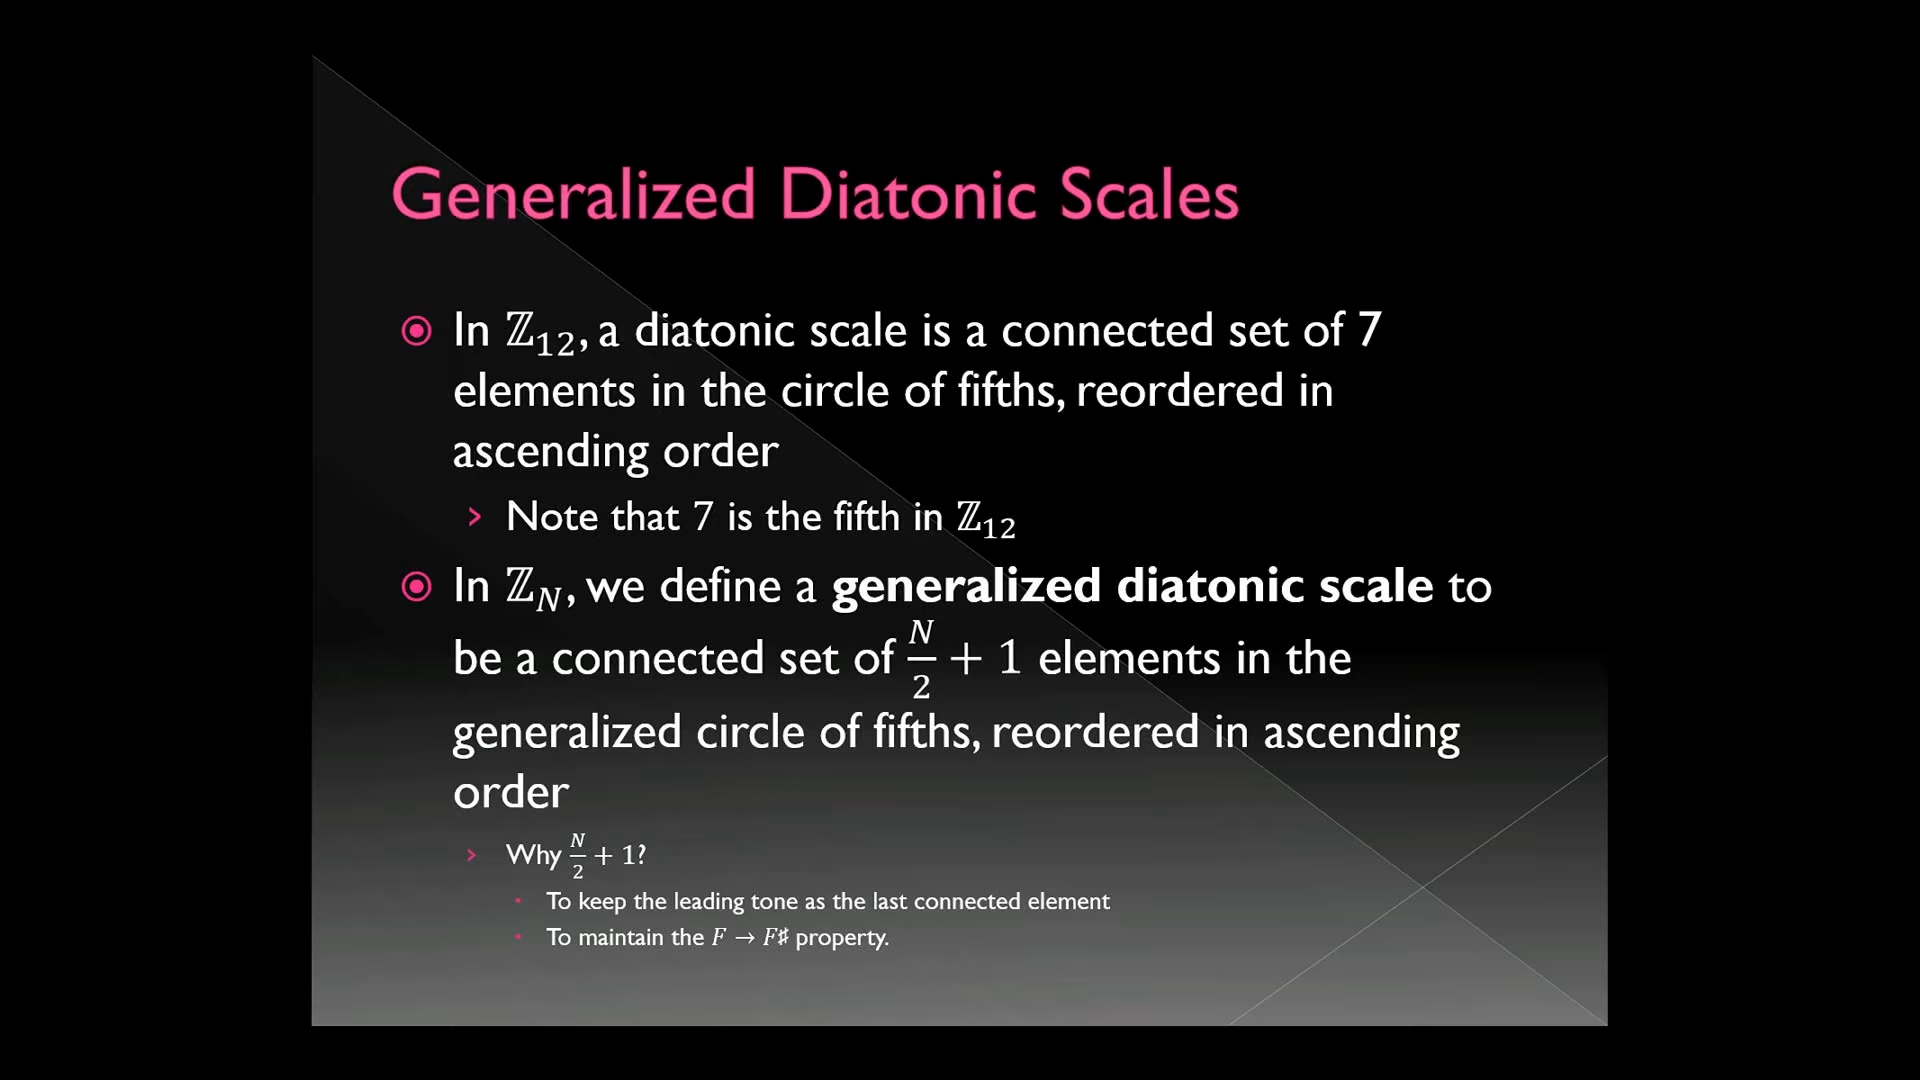 Generalized Diatonic Scales
In ℤ₁₂, a diatonic scale is a connected set of 7
elements in the circle of fifths, reordered in
ascending order
Note that 7 is the fifth in ℤ₁₂
In ℤ_N, we define a generalized diatonic scale to
be a connected set of N/2 + 1 elements in the
generalized circle of fifths, reordered in ascending
order
Why N/2 + 1?
To keep the leading tone as the last connected element
To maintain the F → F♯ property.